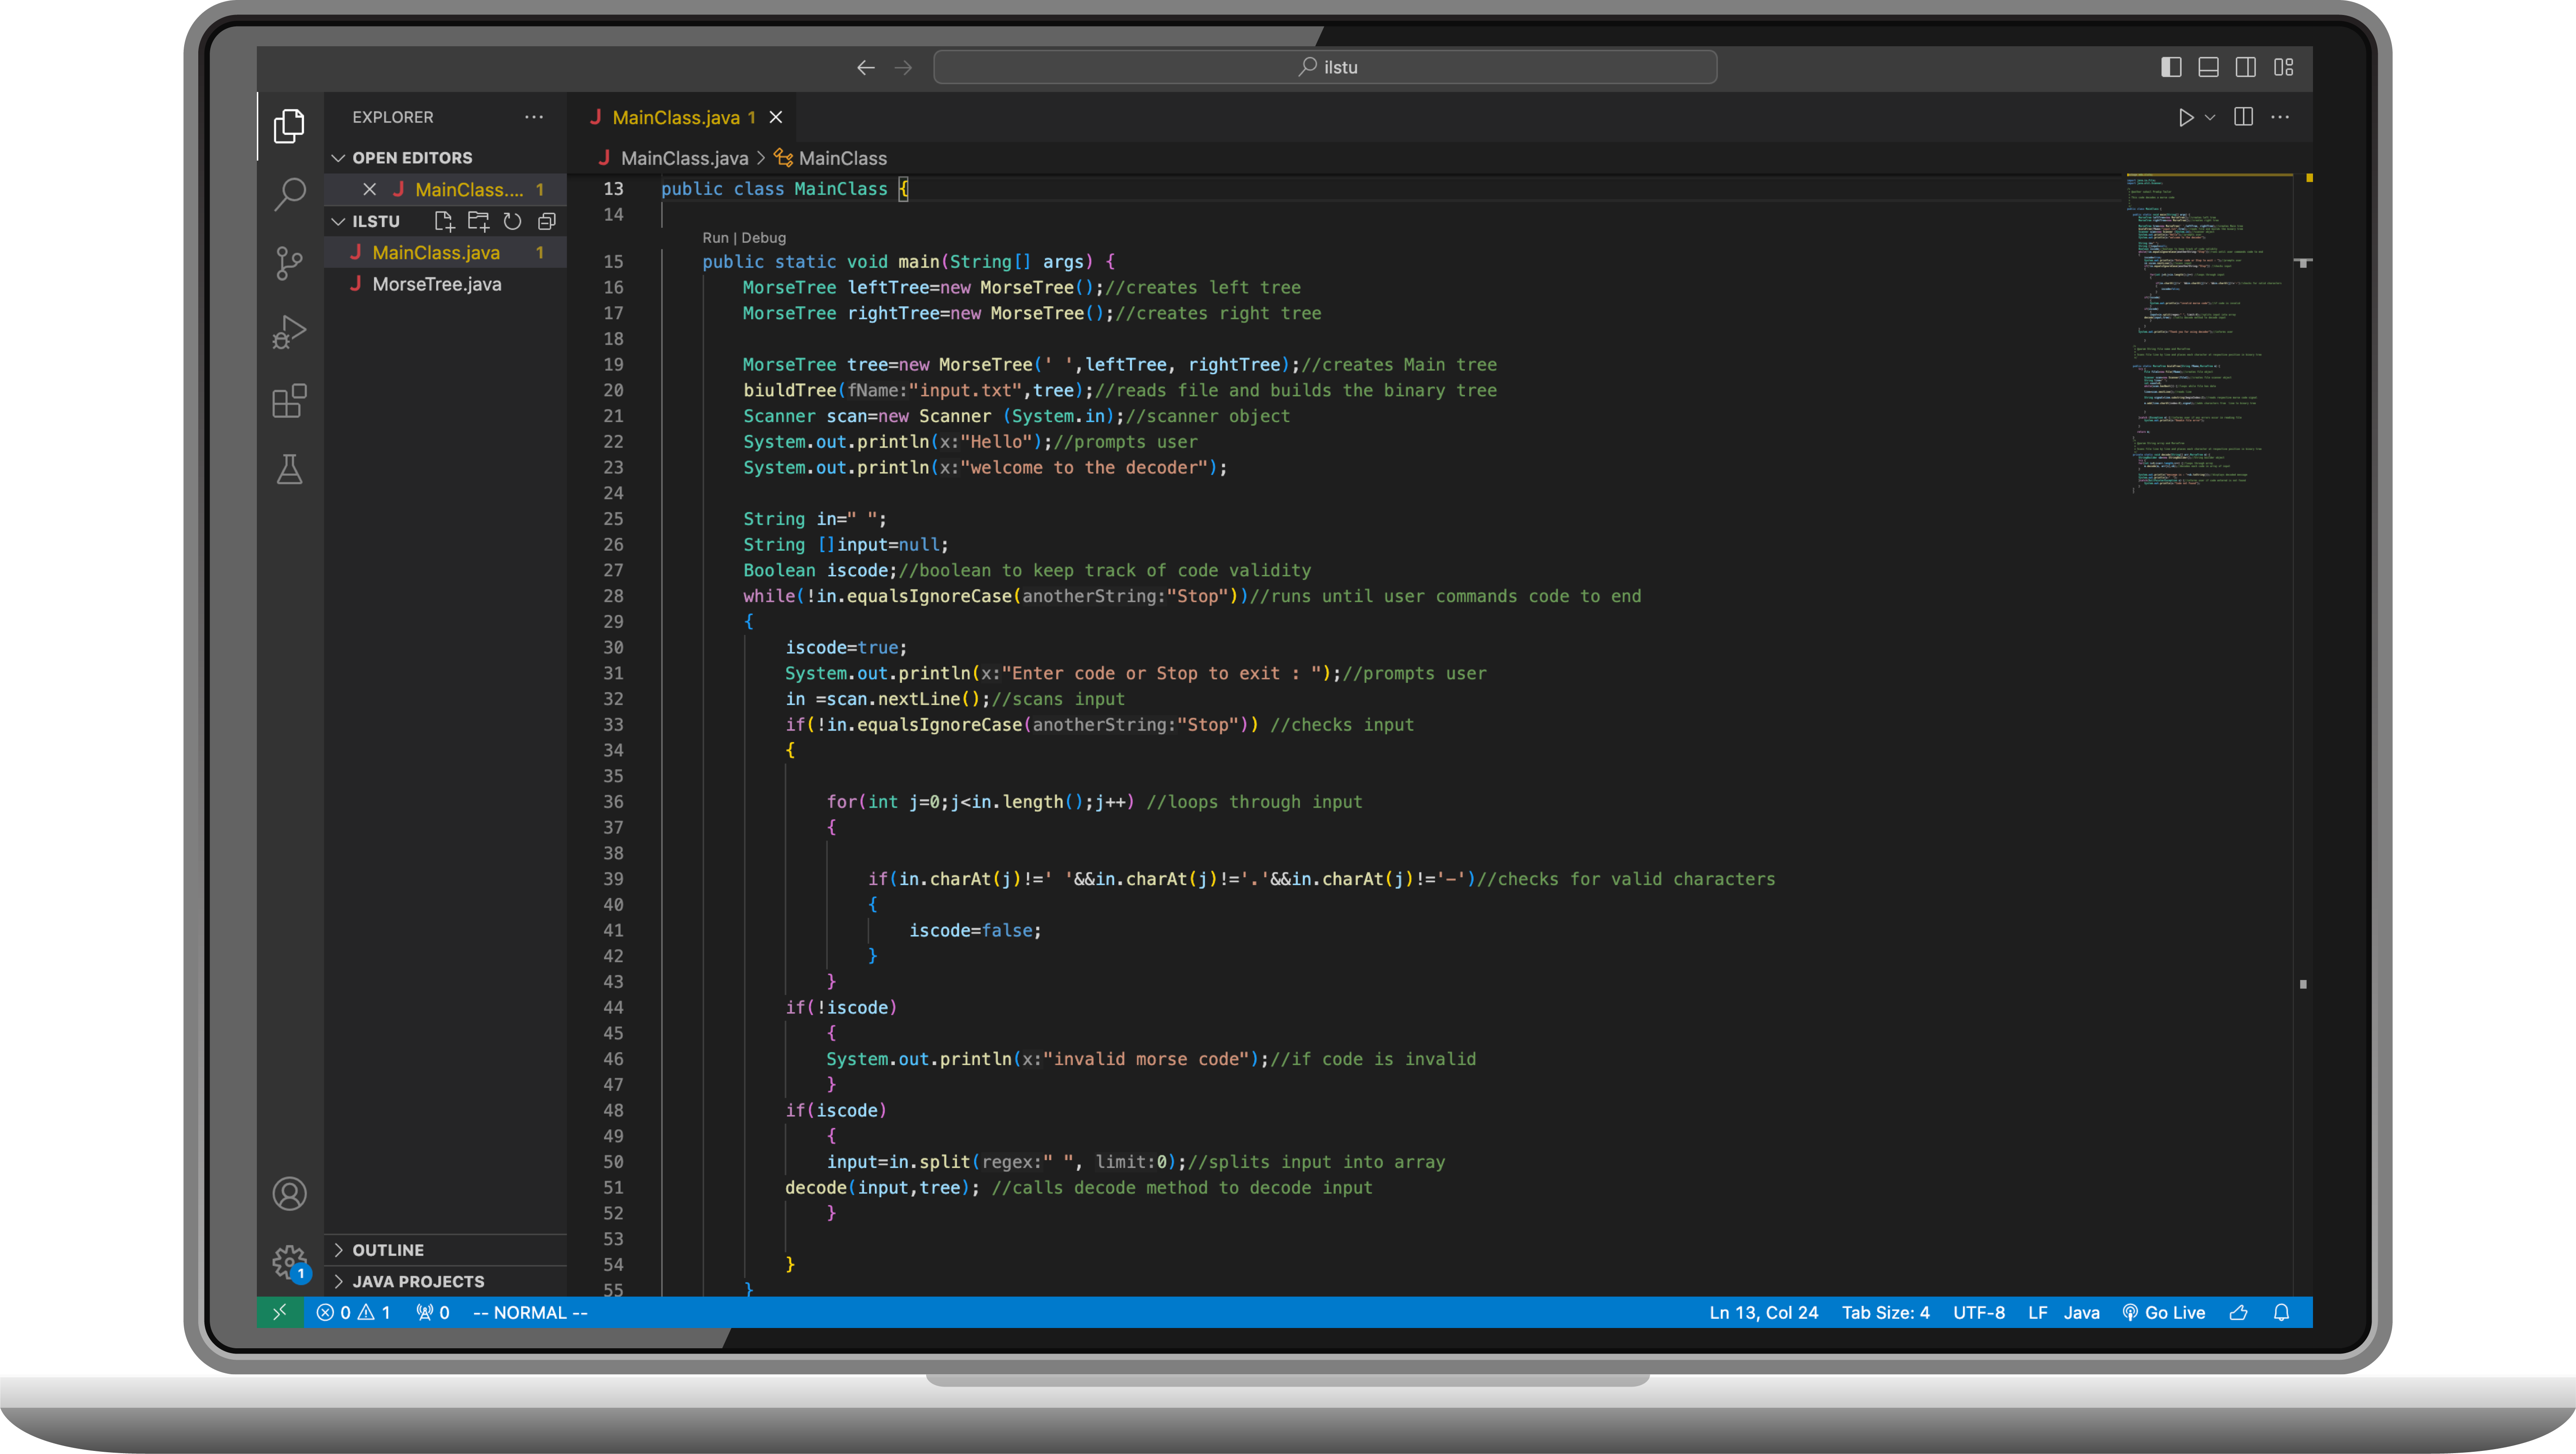 ilstu
EXPLORER
OPEN EDITORS
MainClass.... 1
ILSTU
MainClass.java 1
MorseTree.java
OUTLINE
JAVA PROJECTS
MainClass.java 1
MainClass.java > MainClass
13 public class MainClass {
14
Run | Debug
15 public static void main(String[] args) {
16 MorseTree leftTree=new MorseTree();//creates left tree
17 MorseTree rightTree=new MorseTree();//creates right tree
18
19 MorseTree tree=new MorseTree(' ',leftTree, rightTree);//creates Main tree
20 biuldTree(fName:"input.txt",tree);//reads file and builds the binary tree
21 Scanner scan=new Scanner (System.in);//scanner object
22 System.out.println(x:"Hello");//prompts user
23 System.out.println(x:"welcome to the decoder");
24
25 String in=" ";
26 String []input=null;
27 Boolean iscode;//boolean to keep track of code validity
28 while(!in.equalsIgnoreCase(anotherString:"Stop"))//runs until user commands code to end
29 {
30 iscode=true;
31 System.out.println(x:"Enter code or Stop to exit : ");//prompts user
32 in =scan.nextLine();//scans input
33 if(!in.equalsIgnoreCase(anotherString:"Stop")) //checks input
34 {
35
36 for(int j=0;j<in.length();j++) //loops through input
37 {
38
39 if(in.charAt(j)!=' '&&in.charAt(j)!='.'&&in.charAt(j)!='-')//checks for valid characters
40 {
41 iscode=false;
42 }
43 }
44 if(!iscode)
45 {
46 System.out.println(x:"invalid morse code");//if code is invalid
47 }
48 if(iscode)
49 {
50 input=in.split(regex:" ", limit:0);//splits input into array
51 decode(input,tree); //calls decode method to decode input
52 }
53
54 }
55 }
1
0 1 0 -- NORMAL -- Ln 13, Col 24 Tab Size: 4 UTF-8 LF Java Go Live